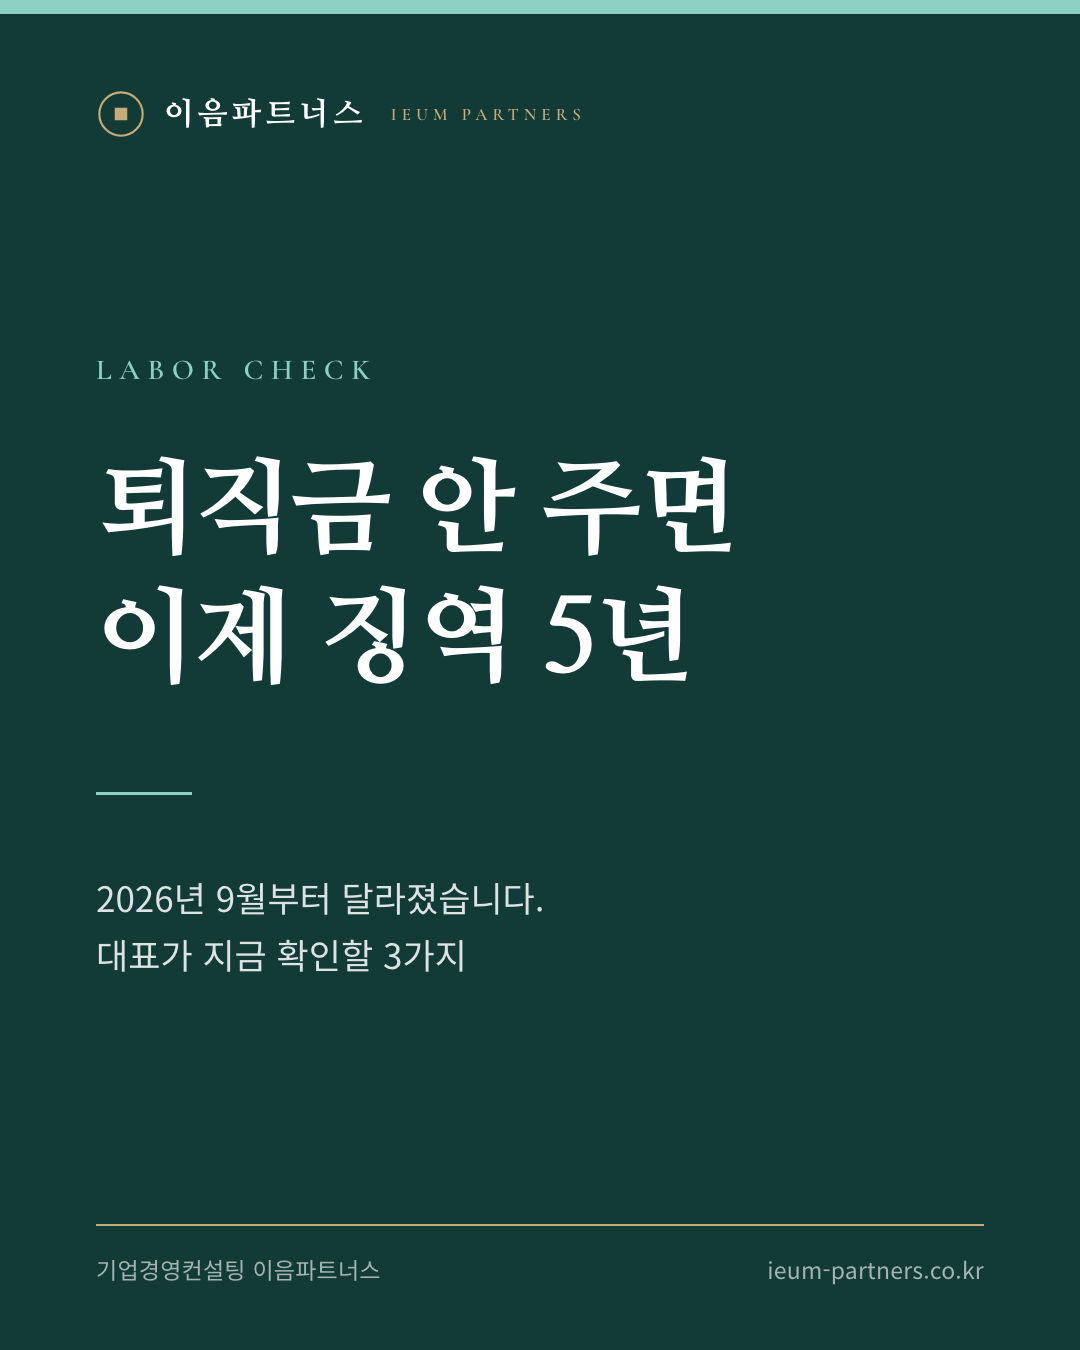 이음파트너스 IEUM PARTNERS
LABOR CHECK
퇴직금 안 주면
이제 징역 5년
2026년 9월부터 달라졌습니다.
대표가 지금 확인할 3가지
기업경영컨설팅 이음파트너스 ieum-partners.co.kr